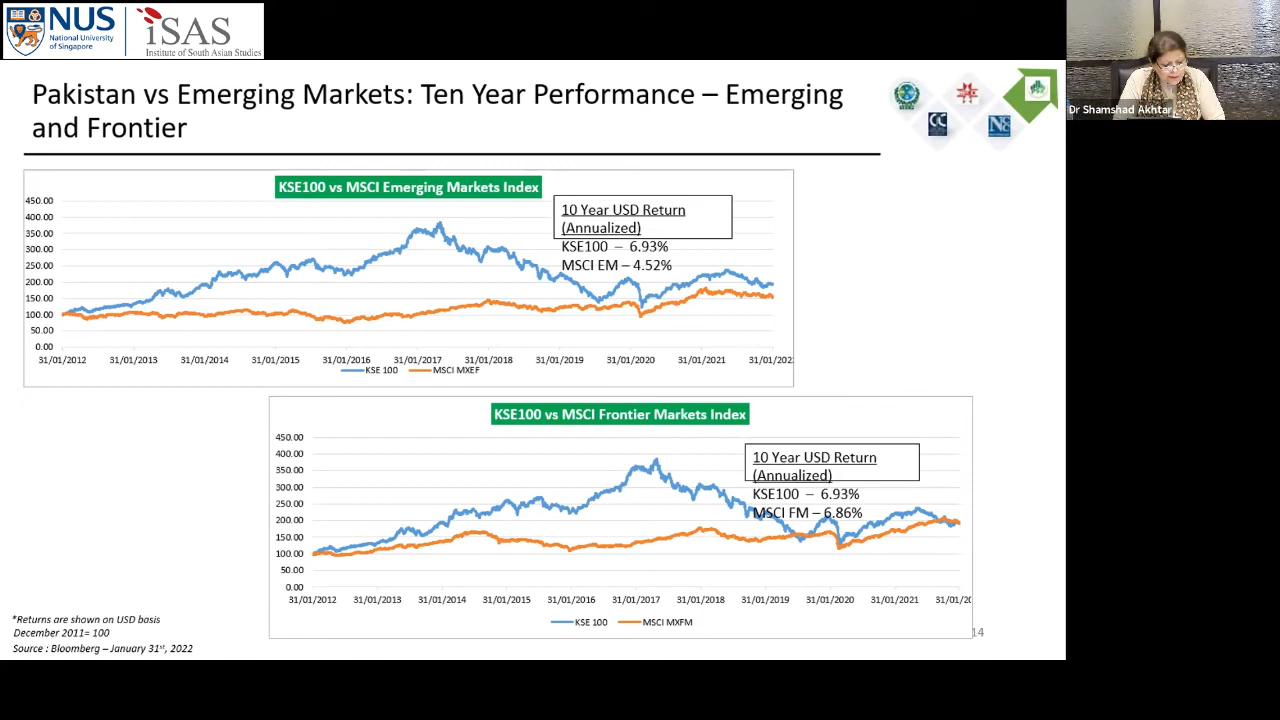 NUS
National University
of Singapore
iSAS
Institute of South Asian Studies
Pakistan vs Emerging Markets: Ten Year Performance – Emerging
and Frontier
Dr Shamshad Akhtar
KSE100 vs MSCI Emerging Markets Index
10 Year USD Return
(Annualized)
KSE100 – 6.93%
MSCI EM – 4.52%
450.00
400.00
350.00
300.00
250.00
200.00
150.00
100.00
50.00
0.00
31/01/2012 31/01/2013 31/01/2014 31/01/2015 31/01/2016 31/01/2017 31/01/2018 31/01/2019 31/01/2020 31/01/2021 31/01/202
KSE 100 MSCI MXEF
KSE100 vs MSCI Frontier Markets Index
10 Year USD Return
(Annualized)
KSE100 – 6.93%
MSCI FM – 6.86%
450.00
400.00
350.00
300.00
250.00
200.00
150.00
100.00
50.00
0.00
31/01/2012 31/01/2013 31/01/2014 31/01/2015 31/01/2016 31/01/2017 31/01/2018 31/01/2019 31/01/2020 31/01/2021 31/01/20
KSE 100 MSCI MXFM
*Returns are shown on USD basis
December 2011= 100
Source : Bloomberg – January 31st, 2022
14